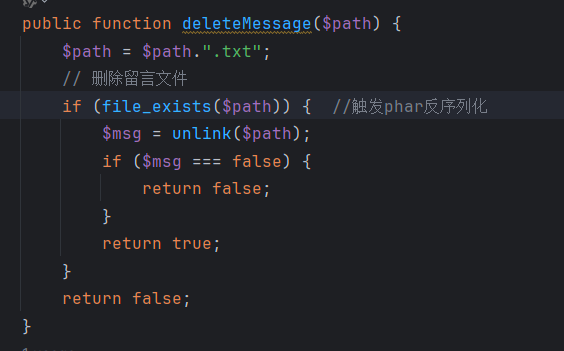 public function deleteMessage($path) {
$path = $path.".txt";
// 删除留言文件
if (file_exists($path)) { //触发phar反序列化
$msg = unlink($path);
if ($msg === false) {
return false;
}
return true;
}
return false;
}